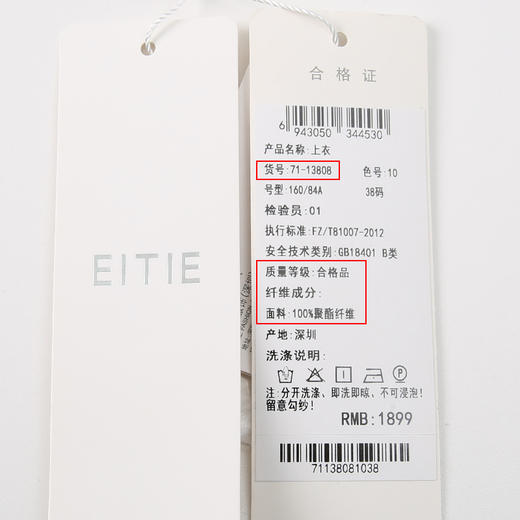 EITIE
合格证
6 943050 344530
产品名称:上衣
货号:71-13808 色号:10
号型:160/84A 38码
检验员:01
执行标准:FZ/T81007-2012
安全技术类别:GB18401 B类
质量等级:合格品
纤维成分:
面料:100%聚酯纤维
产地:深圳
洗涤说明:
注:分开洗涤、即洗即晾、不可浸泡!
留意勾纱!
RMB:1899
71138081038